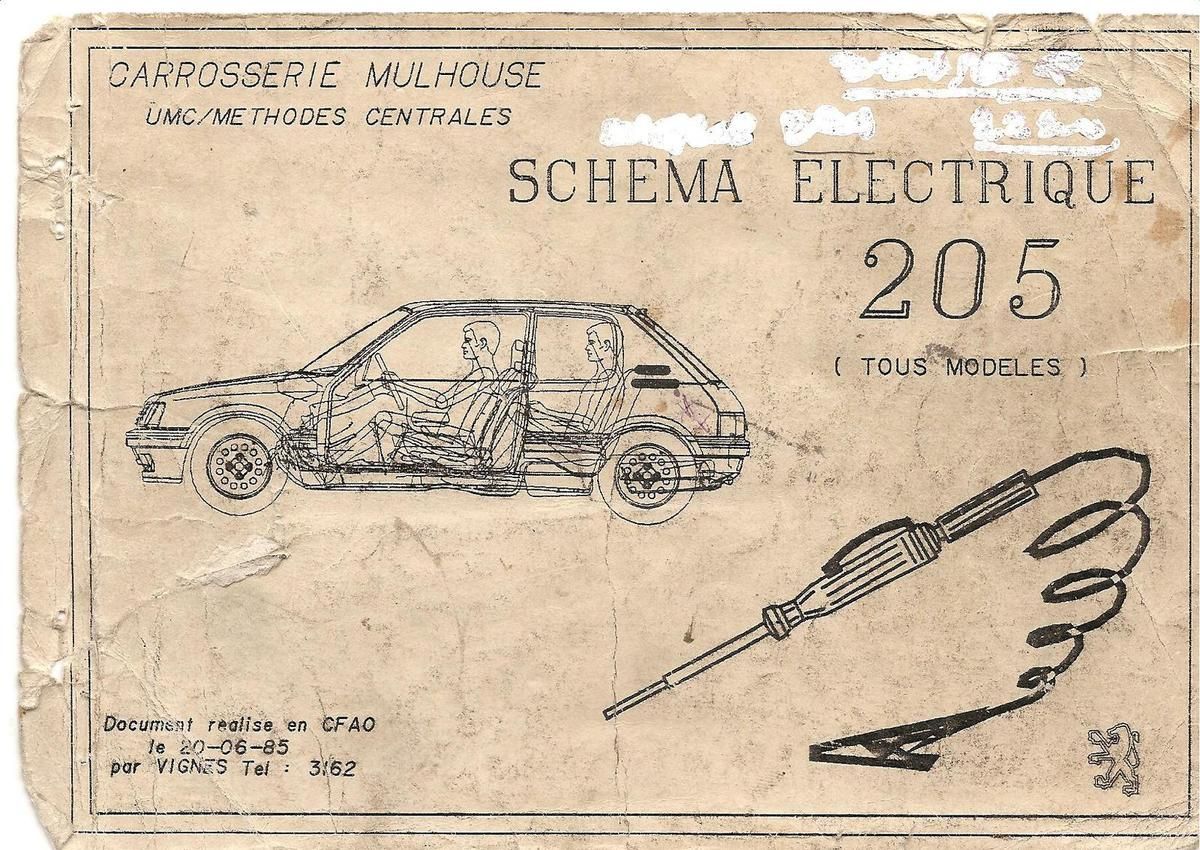 CARROSSERIE MULHOUSE
UMC/METHODES CENTRALES
SCHEMA ELECTRIQUE
205
( TOUS MODELES )
Document realise en CFAO
le 20-06-85
par VIGNES Tel : 3162